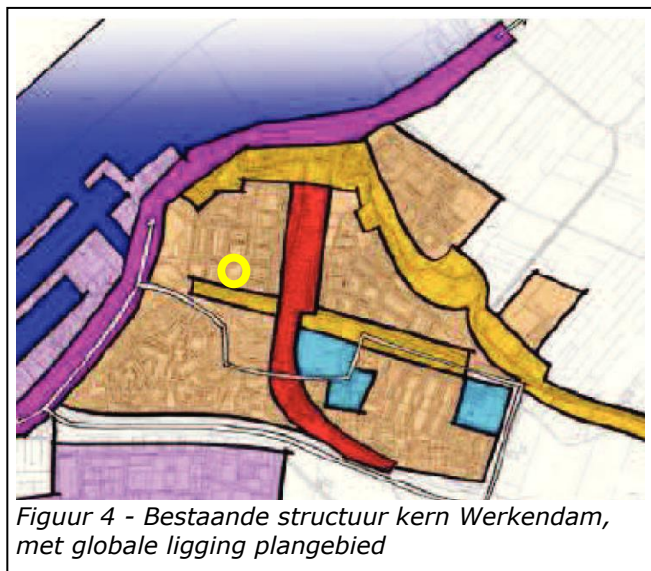 Figuur 4 - Bestaande structuur kern Werkendam,
met globale ligging plangebied